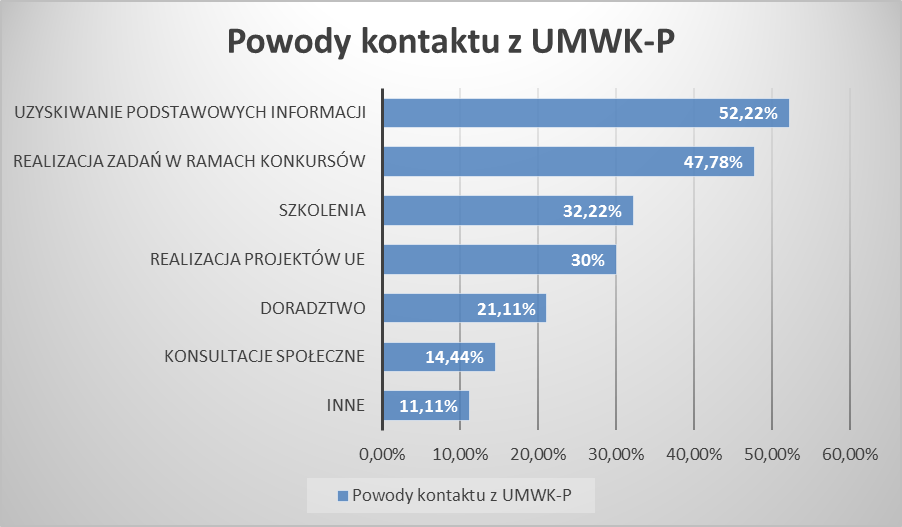 Powody kontaktu z UMWK-P
UZYSKIWANIE PODSTAWOWYCH INFORMACJI
52,22%
REALIZACJA ZADAŃ W RAMACH KONKURSÓW
47,78%
SZKOLENIA
32,22%
REALIZACJA PROJEKTÓW UE
30%
DORADZTWO
21,11%
KONSULTACJE SPOŁECZNE
14,44%
INNE
11,11%
0,00% 10,00% 20,00% 30,00% 40,00% 50,00% 60,00%
Powody kontaktu z UMWK-P